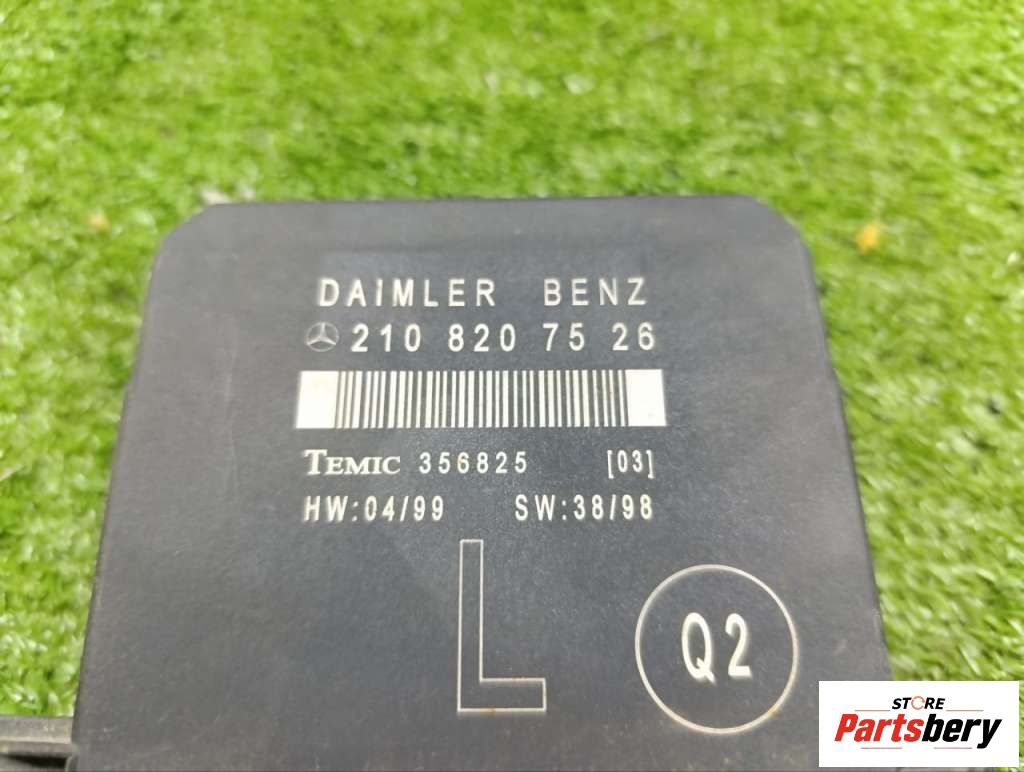 DAIMLER BENZ
210 820 75 26
TEMIC 356825 [03]
HW:04/99 SW:38/98
L
Q2
STORE
Partsbery